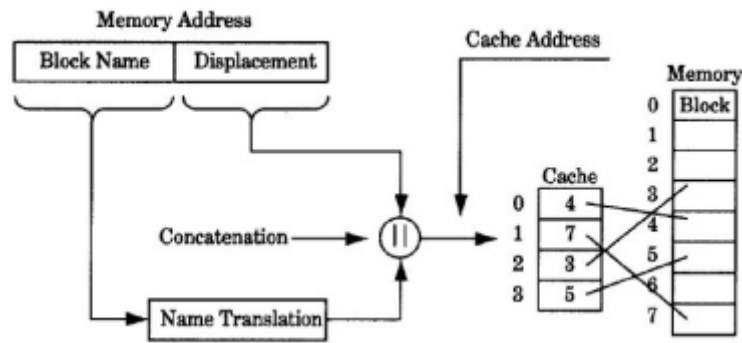 Memory Address
Block Name Displacement
Cache Address
Memory
0 Block
1
2
3
4
5
6
7
Cache
0 4
1 7
2 3
3 5
Concatenation
||
Name Translation